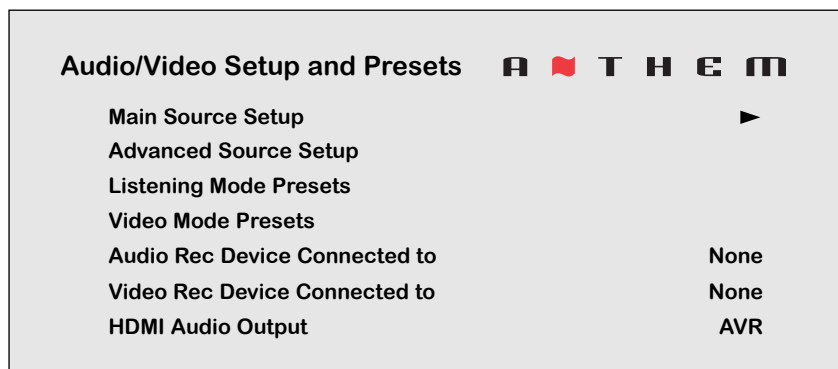 Audio/Video Setup and Presets ANTHEM
Main Source Setup ►
Advanced Source Setup
Listening Mode Presets
Video Mode Presets
Audio Rec Device Connected to None
Video Rec Device Connected to None
HDMI Audio Output AVR